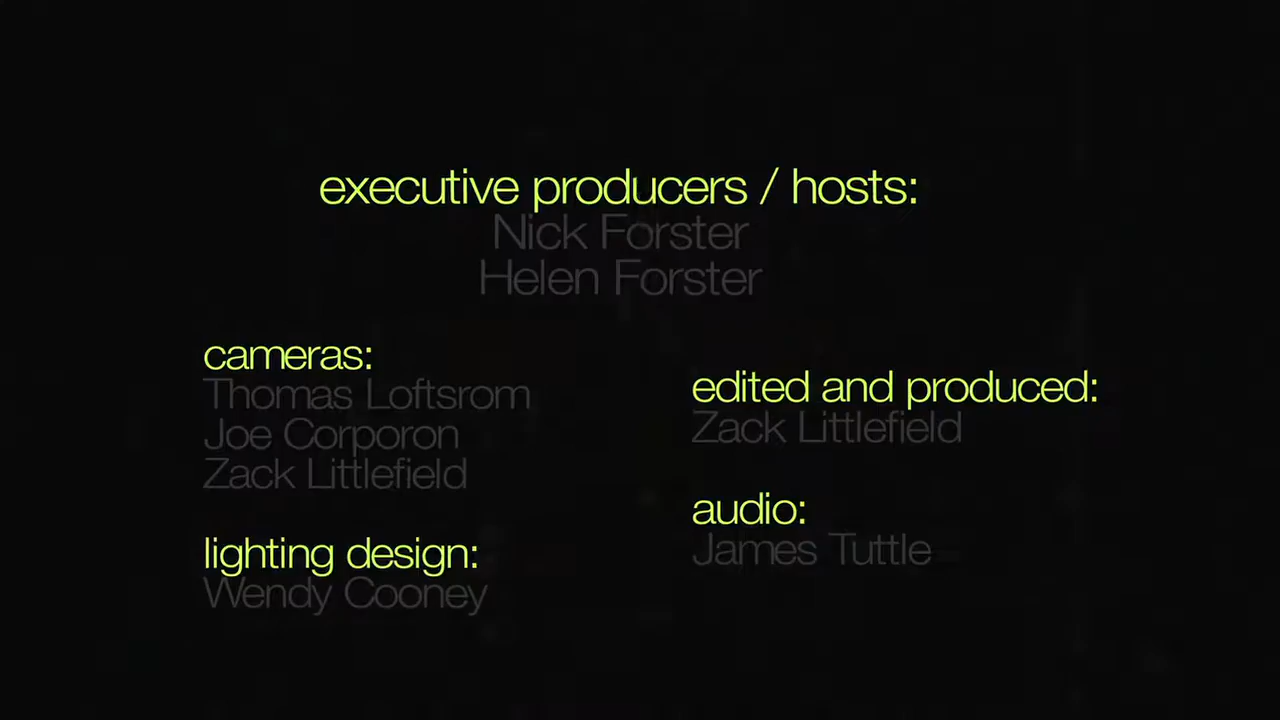 executive producers / hosts:
Nick Forster
Helen Forster
cameras:
Thomas Loftsrom
Joe Corporon
Zack Littlefield
lighting design:
Wendy Cooney
edited and produced:
Zack Littlefield
audio:
James Tuttle